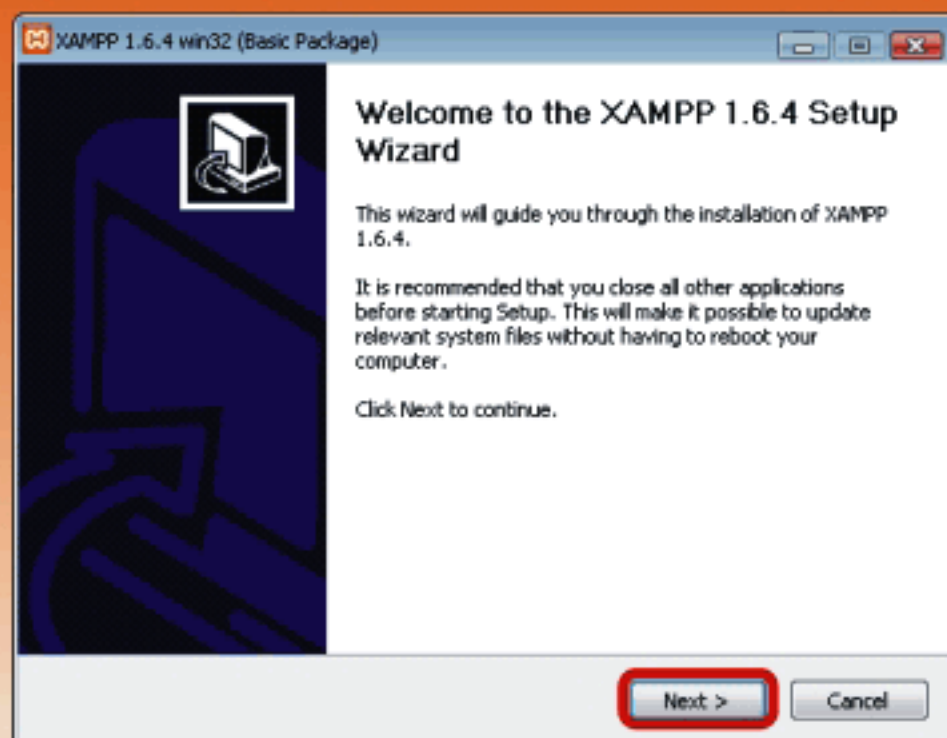 XAMPP 1.6.4 win32 (Basic Package)
Welcome to the XAMPP 1.6.4 Setup
Wizard
This wizard will guide you through the installation of XAMPP
1.6.4.
It is recommended that you close all other applications
before starting Setup. This will make it possible to update
relevant system files without having to reboot your
computer.
Click Next to continue.
Next >
Cancel